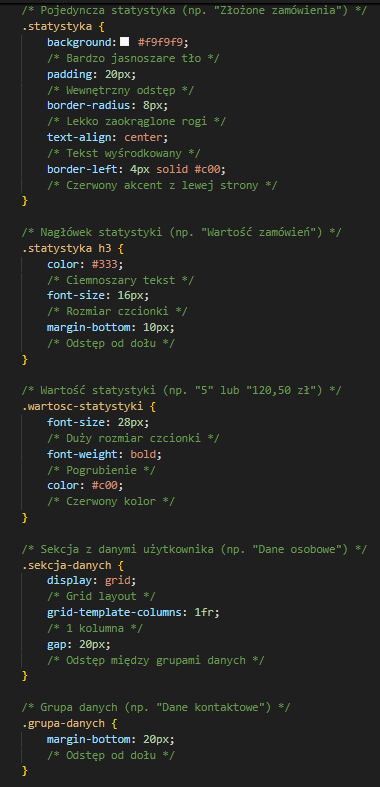 /* Pojedyncza statystyka (np. "Złożone zamówienia") */
.statystyka {
    background: #f9f9f9;
    /* Bardzo jasnoszare tło */
    padding: 20px;
    /* Wewnętrzny odstęp */
    border-radius: 8px;
    /* Lekko zaokrąglone rogi */
    text-align: center;
    /* Tekst wyśrodkowany */
    border-left: 4px solid #c00;
    /* Czerwony akcent z lewej strony */
}

/* Nagłówek statystyki (np. "Wartość zamówień") */
.statystyka h3 {
    color: #333;
    /* Ciemnoszary tekst */
    font-size: 16px;
    /* Rozmiar czcionki */
    margin-bottom: 10px;
    /* Odstęp od dołu */
}

/* Wartość statystyki (np. "5" lub "120,50 zł") */
.wartosc-statystyki {
    font-size: 28px;
    /* Duży rozmiar czcionki */
    font-weight: bold;
    /* Pogrubienie */
    color: #c00;
    /* Czerwony kolor */
}

/* Sekcja z danymi użytkownika (np. "Dane osobowe") */
.sekcja-danych {
    display: grid;
    /* Grid layout */
    grid-template-columns: 1fr;
    /* 1 kolumna */
    gap: 20px;
    /* Odstęp między grupami danych */
}

/* Grupa danych (np. "Dane kontaktowe") */
.grupa-danych {
    margin-bottom: 20px;
    /* Odstęp od dołu */
}